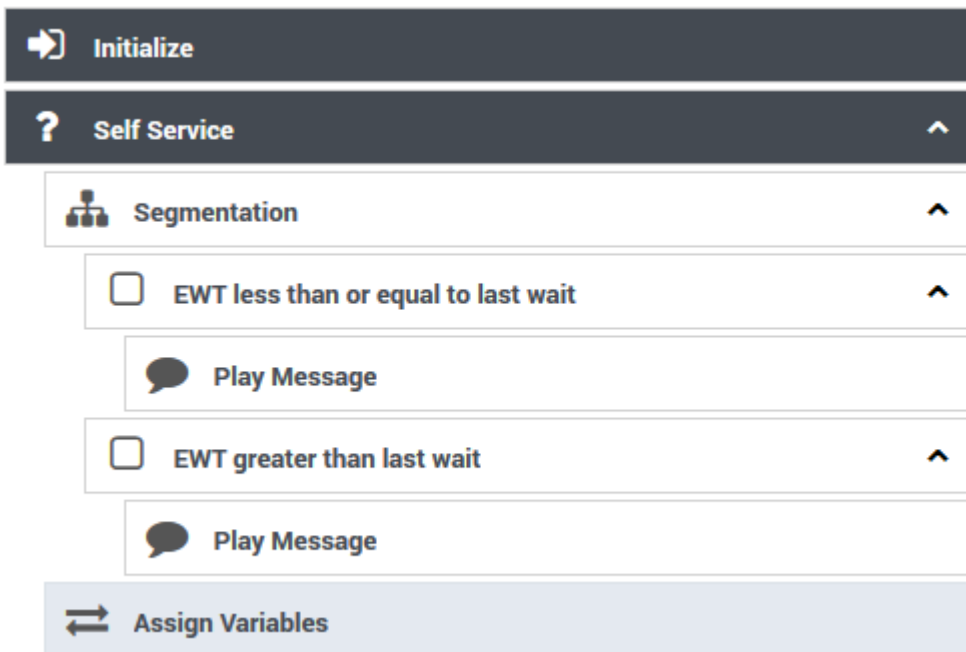 Initialize
Self Service
Segmentation
EWT less than or equal to last wait
Play Message
EWT greater than last wait
Play Message
Assign Variables